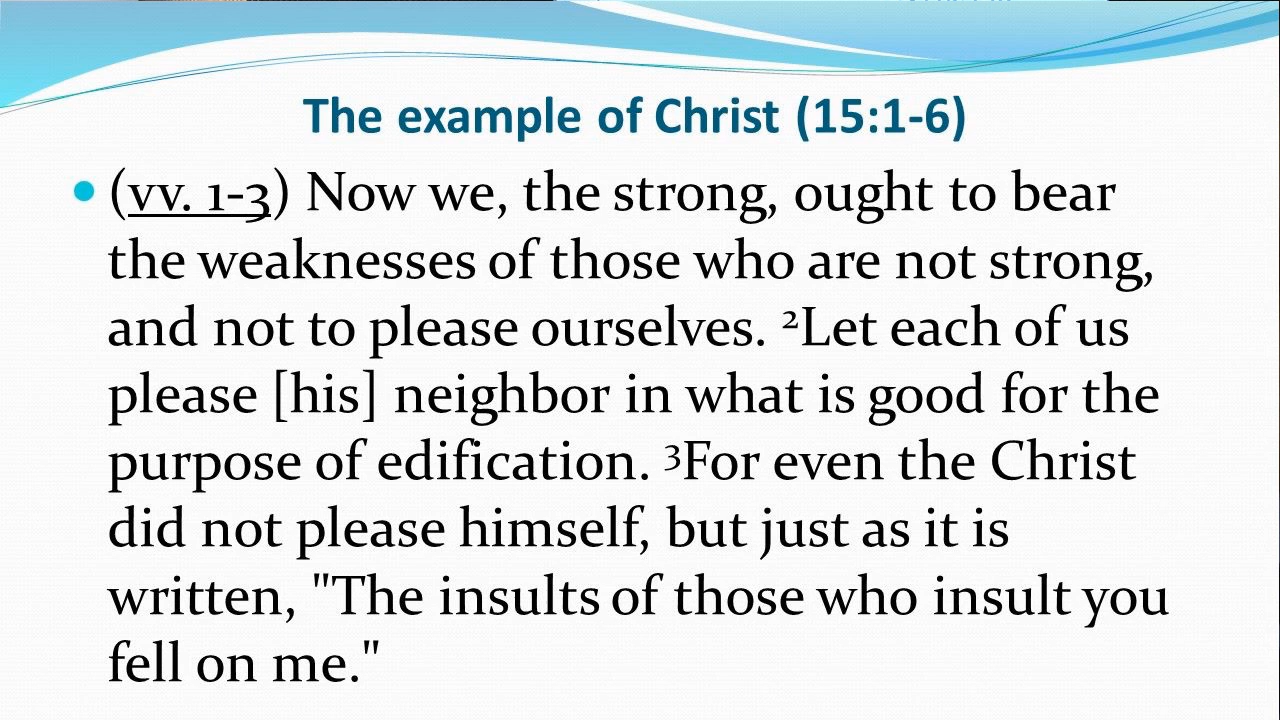 The example of Christ (15:1-6)
• (vv. 1-3) Now we, the strong, ought to bear
the weaknesses of those who are not strong,
and not to please ourselves. ²Let each of us
please [his] neighbor in what is good for the
purpose of edification. ³For even the Christ
did not please himself, but just as it is
written, "The insults of those who insult you
fell on me."